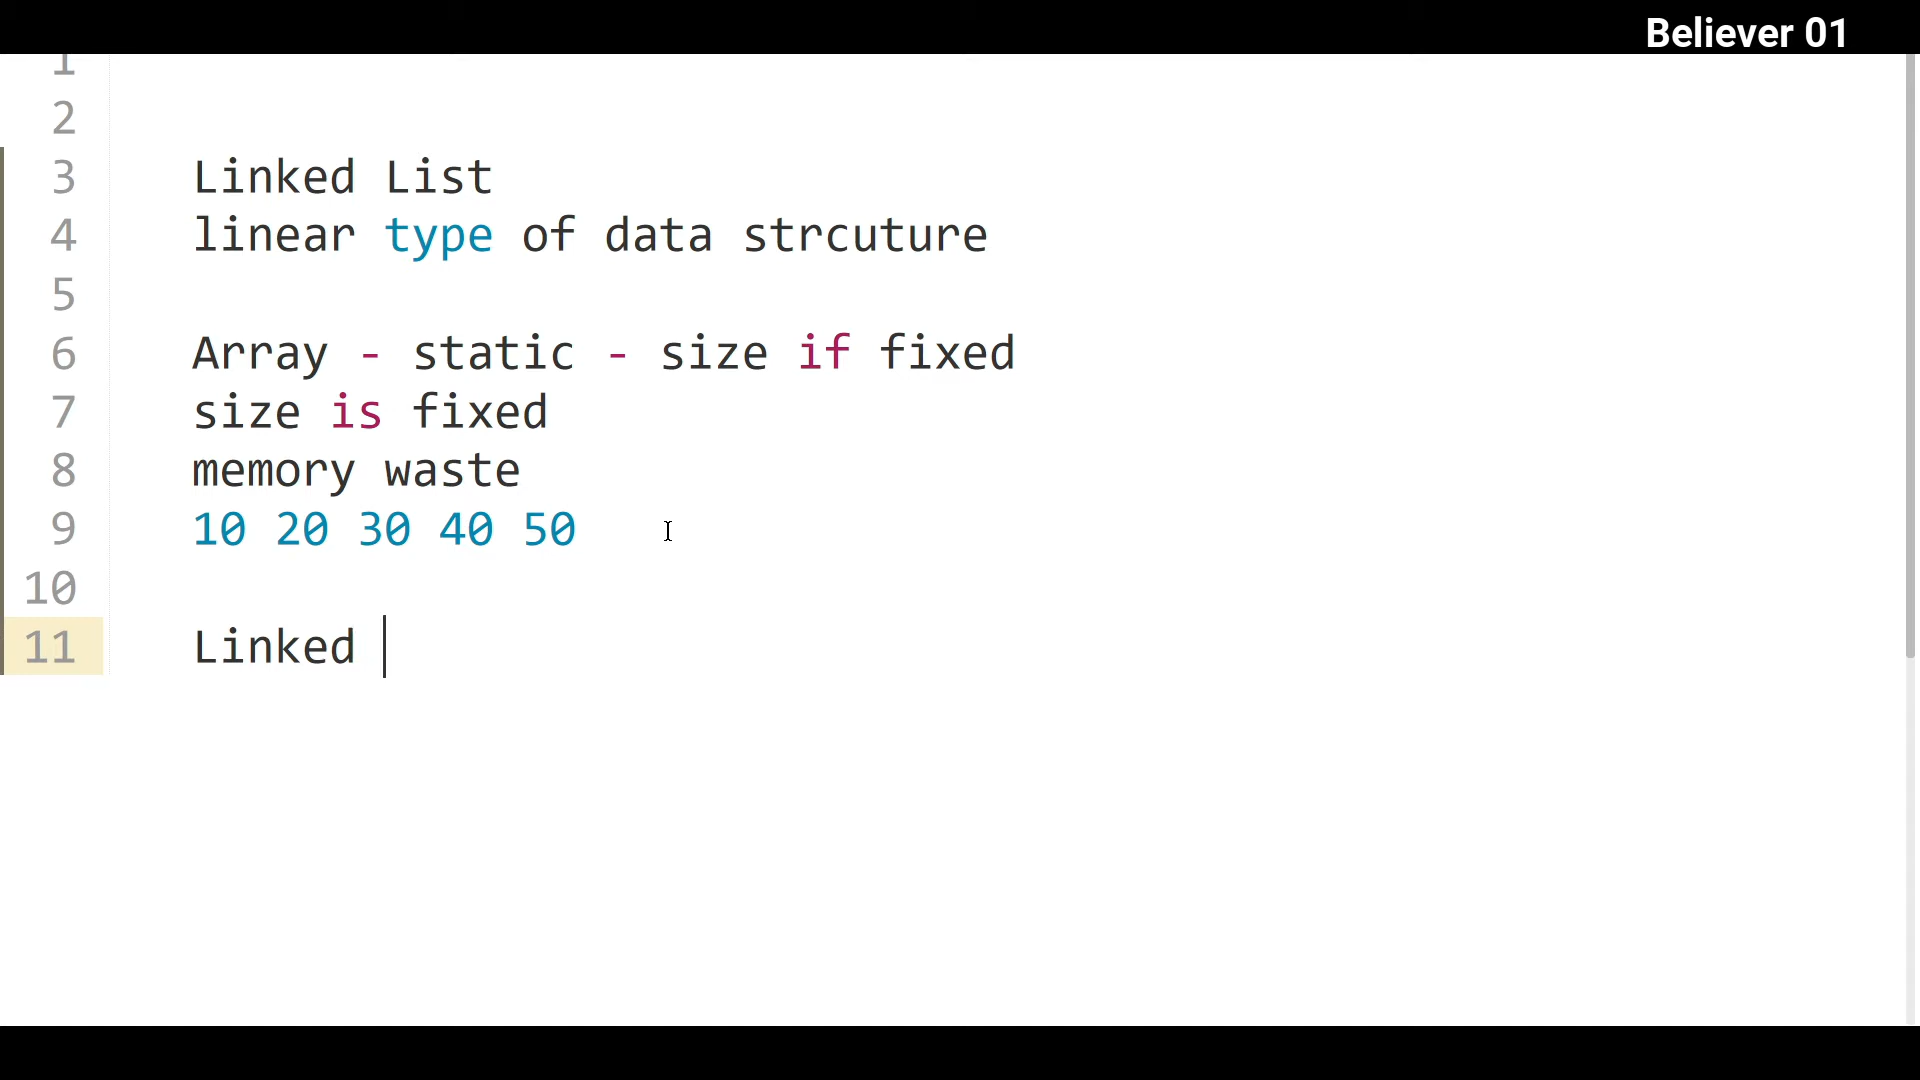 Believer 01
1
2
3 Linked List
4 linear type of data strcuture
5
6 Array - static - size if fixed
7 size is fixed
8 memory waste
9 10 20 30 40 50
10
11 Linked